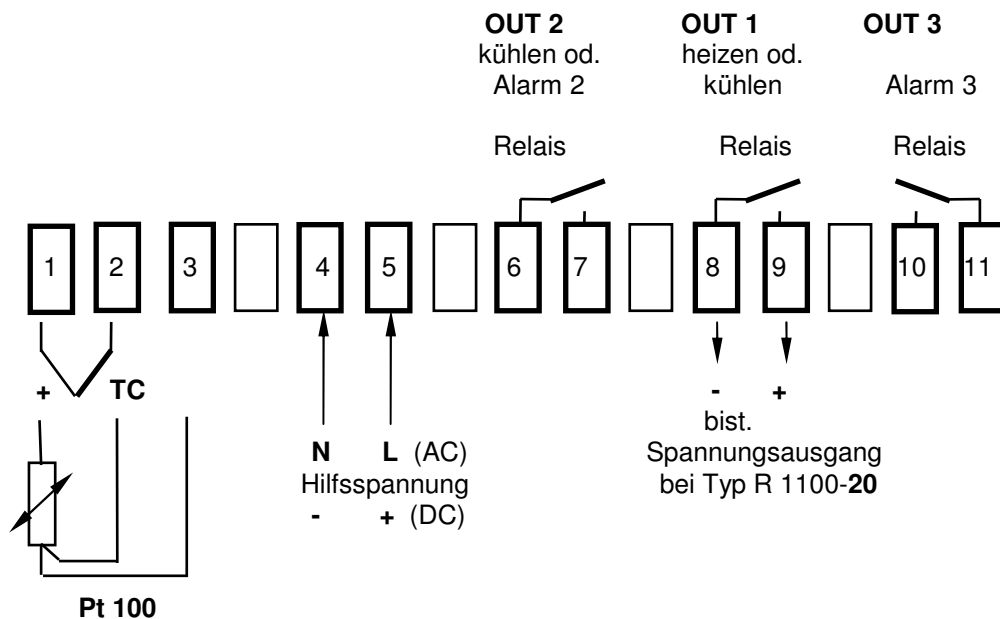 OUT 2 OUT 1 OUT 3
kühlen od. heizen od.
Alarm 2 kühlen Alarm 3
Relais Relais Relais
1 2 3 4 5 6 7 8 9 10 11
+ TC - +
bist.
N L (AC) Spannungsausgang
Hilfsspannung bei Typ R 1100-20
- + (DC)
Pt 100